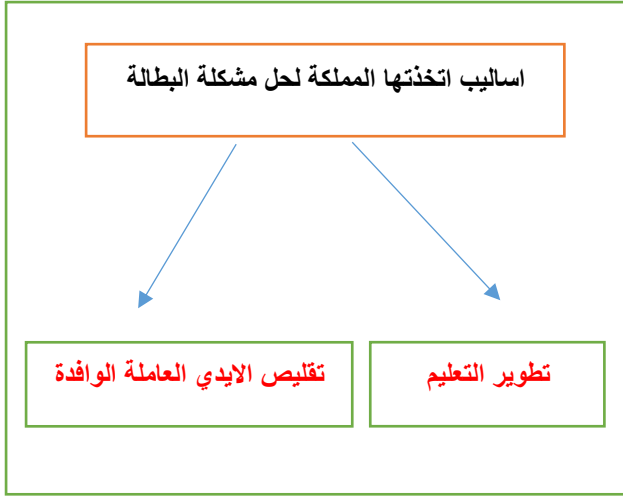 اساليب اتخذتها المملكة لحل مشكلة البطالة
تطوير التعليم
تقليص الايدي العاملة الوافدة